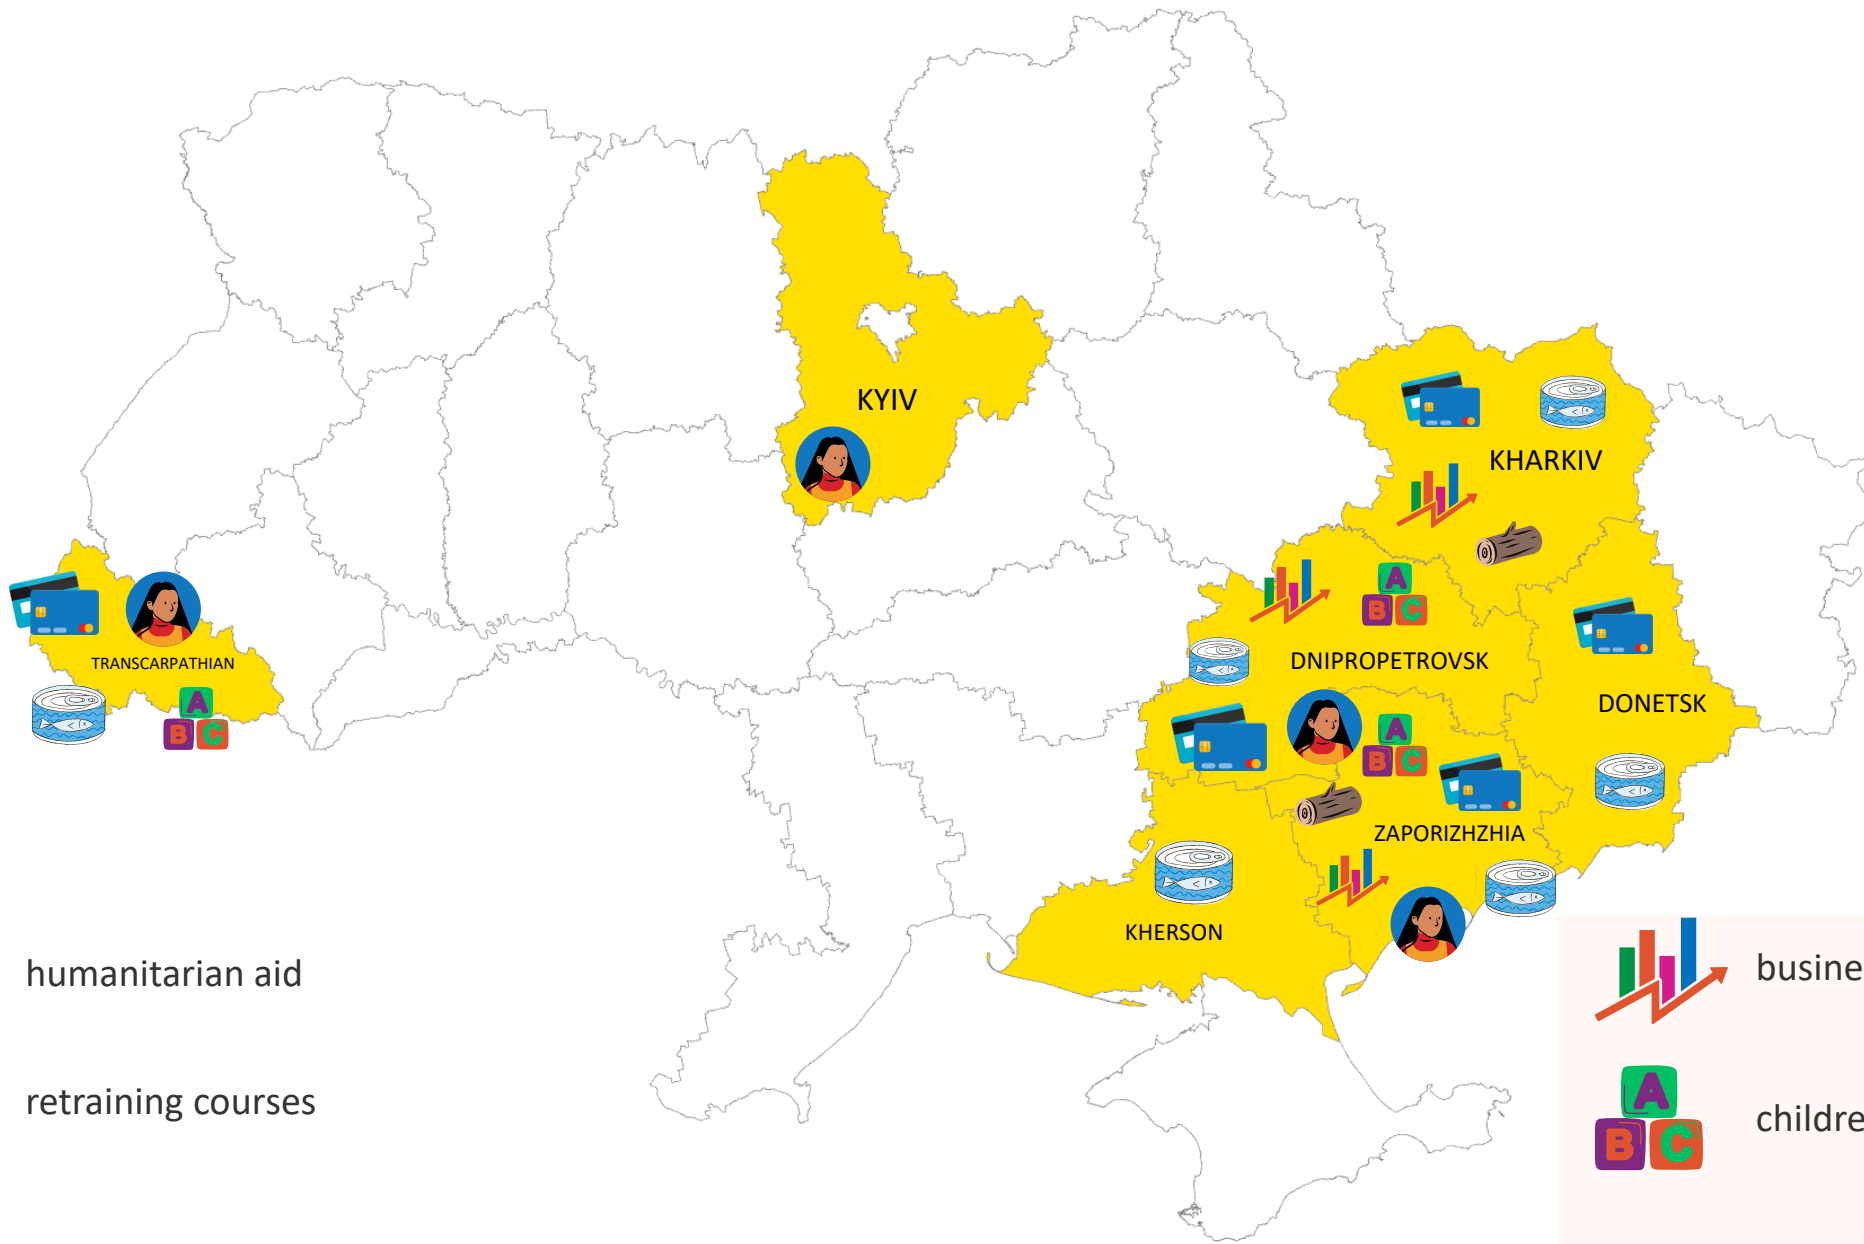 KYIV
KHARKIV
TRANSCARPATHIAN
DNIPROPETROVSK
DONETSK
ZAPORIZHZHIA
KHERSON
humanitarian aid
retraining courses
busine
A
B C
childre